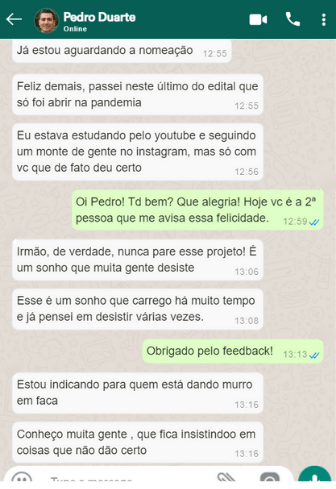 Pedro Duarte
Online
Já estou aguardando a nomeação 12:55
Feliz demais, passei neste último do edital que
só foi abrir na pandemia
12:55
Eu estava estudando pelo youtube e seguindo
um monte de gente no instagram, mas só com
vc que de fato deu certo
12:56
Oi Pedro! Td bem? Que alegria! Hoje vc é a 2ª
pessoa que me avisa essa felicidade. 12:59
Irmão, de verdade, nunca pare esse projeto! É
um sonho que muita gente desiste
13:06
Esse é um sonho que carrego há muito tempo
e já pensei em desistir várias vezes. 13:08
Obrigado pelo feedback! 13:13
Estou indicando para quem está dando murro
em faca
13:16
Conheço muita gente , que fica insistindoo em
coisas que não dão certo
13:16
Type a message